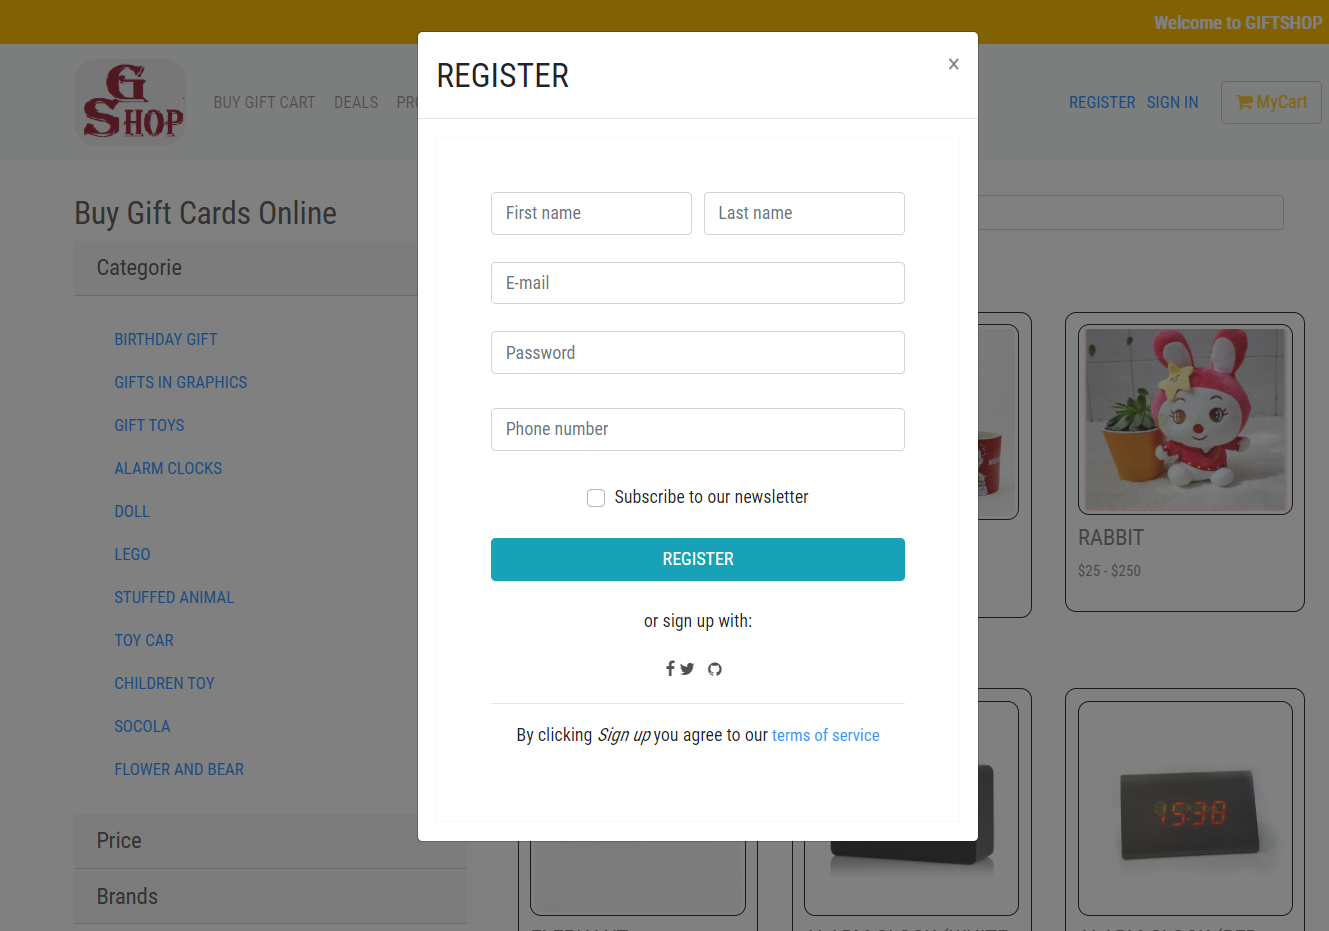 Welcome to GIFTSHOP
G SHOP
BUY GIFT CART DEALS
REGISTER SIGN IN MyCart
REGISTER
×
First name Last name
E-mail
Password
Phone number
Subscribe to our newsletter
REGISTER
or sign up with:
By clicking Sign up you agree to our terms of service
Buy Gift Cards Online
Categorie
BIRTHDAY GIFT
GIFTS IN GRAPHICS
GIFT TOYS
ALARM CLOCKS
DOLL
LEGO
STUFFED ANIMAL
TOY CAR
CHILDREN TOY
SOCOLA
FLOWER AND BEAR
Price
Brands
RABBIT
$25 - $250
15:38